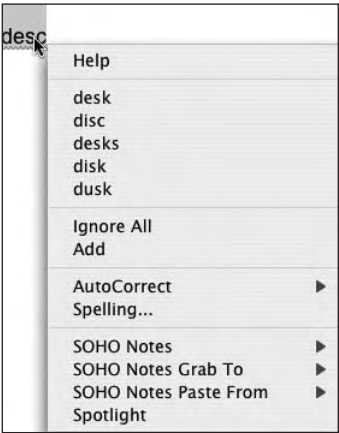 desc
Help
desk
disc
desks
disk
dusk
Ignore All
Add
AutoCorrect
Spelling...
SOHO Notes
SOHO Notes Grab To
SOHO Notes Paste From
Spotlight